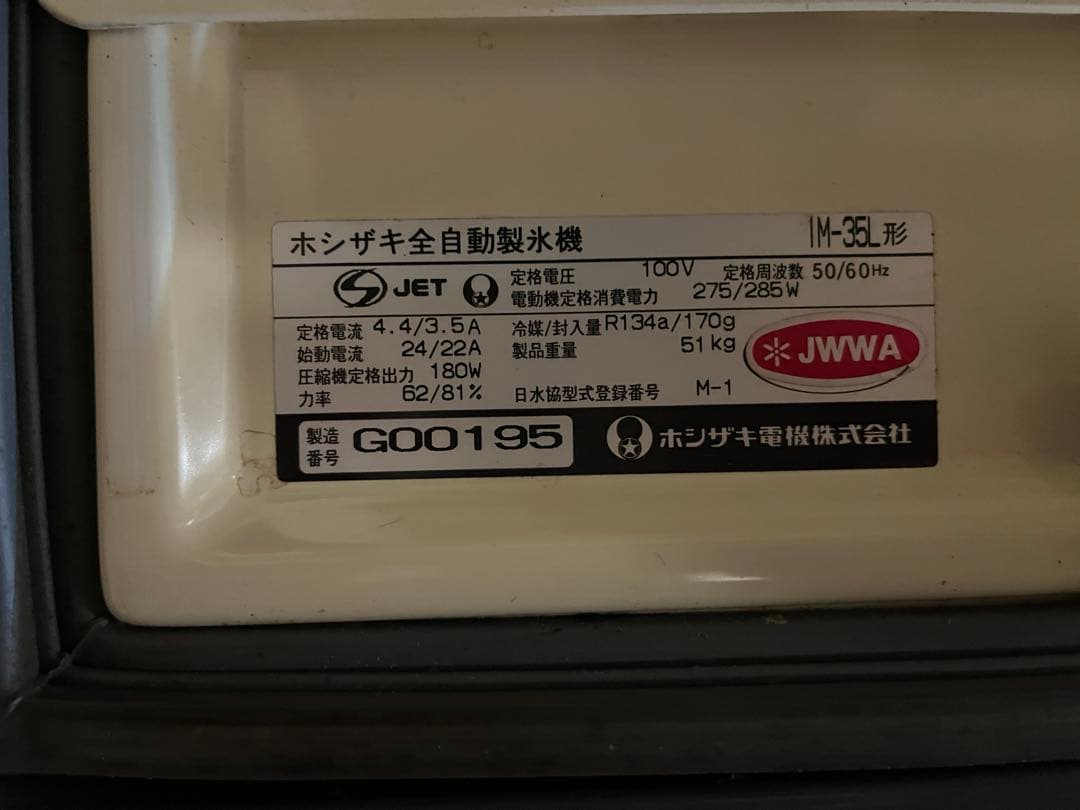 ホシザキ全自動製氷機 IM-35L形
JET 定格電圧 100V 定格周波数 50/60Hz
電動機定格消費電力 275/285W
定格電流 4.4/3.5A 冷媒/封入量 R134a/170g
始動電流 24/22A 製品重量 51kg
圧縮機定格出力 180W
力率 62/81% 日水協型式登録番号 M-1
JWWA
製造番号 G00195 ホシザキ電機株式会社